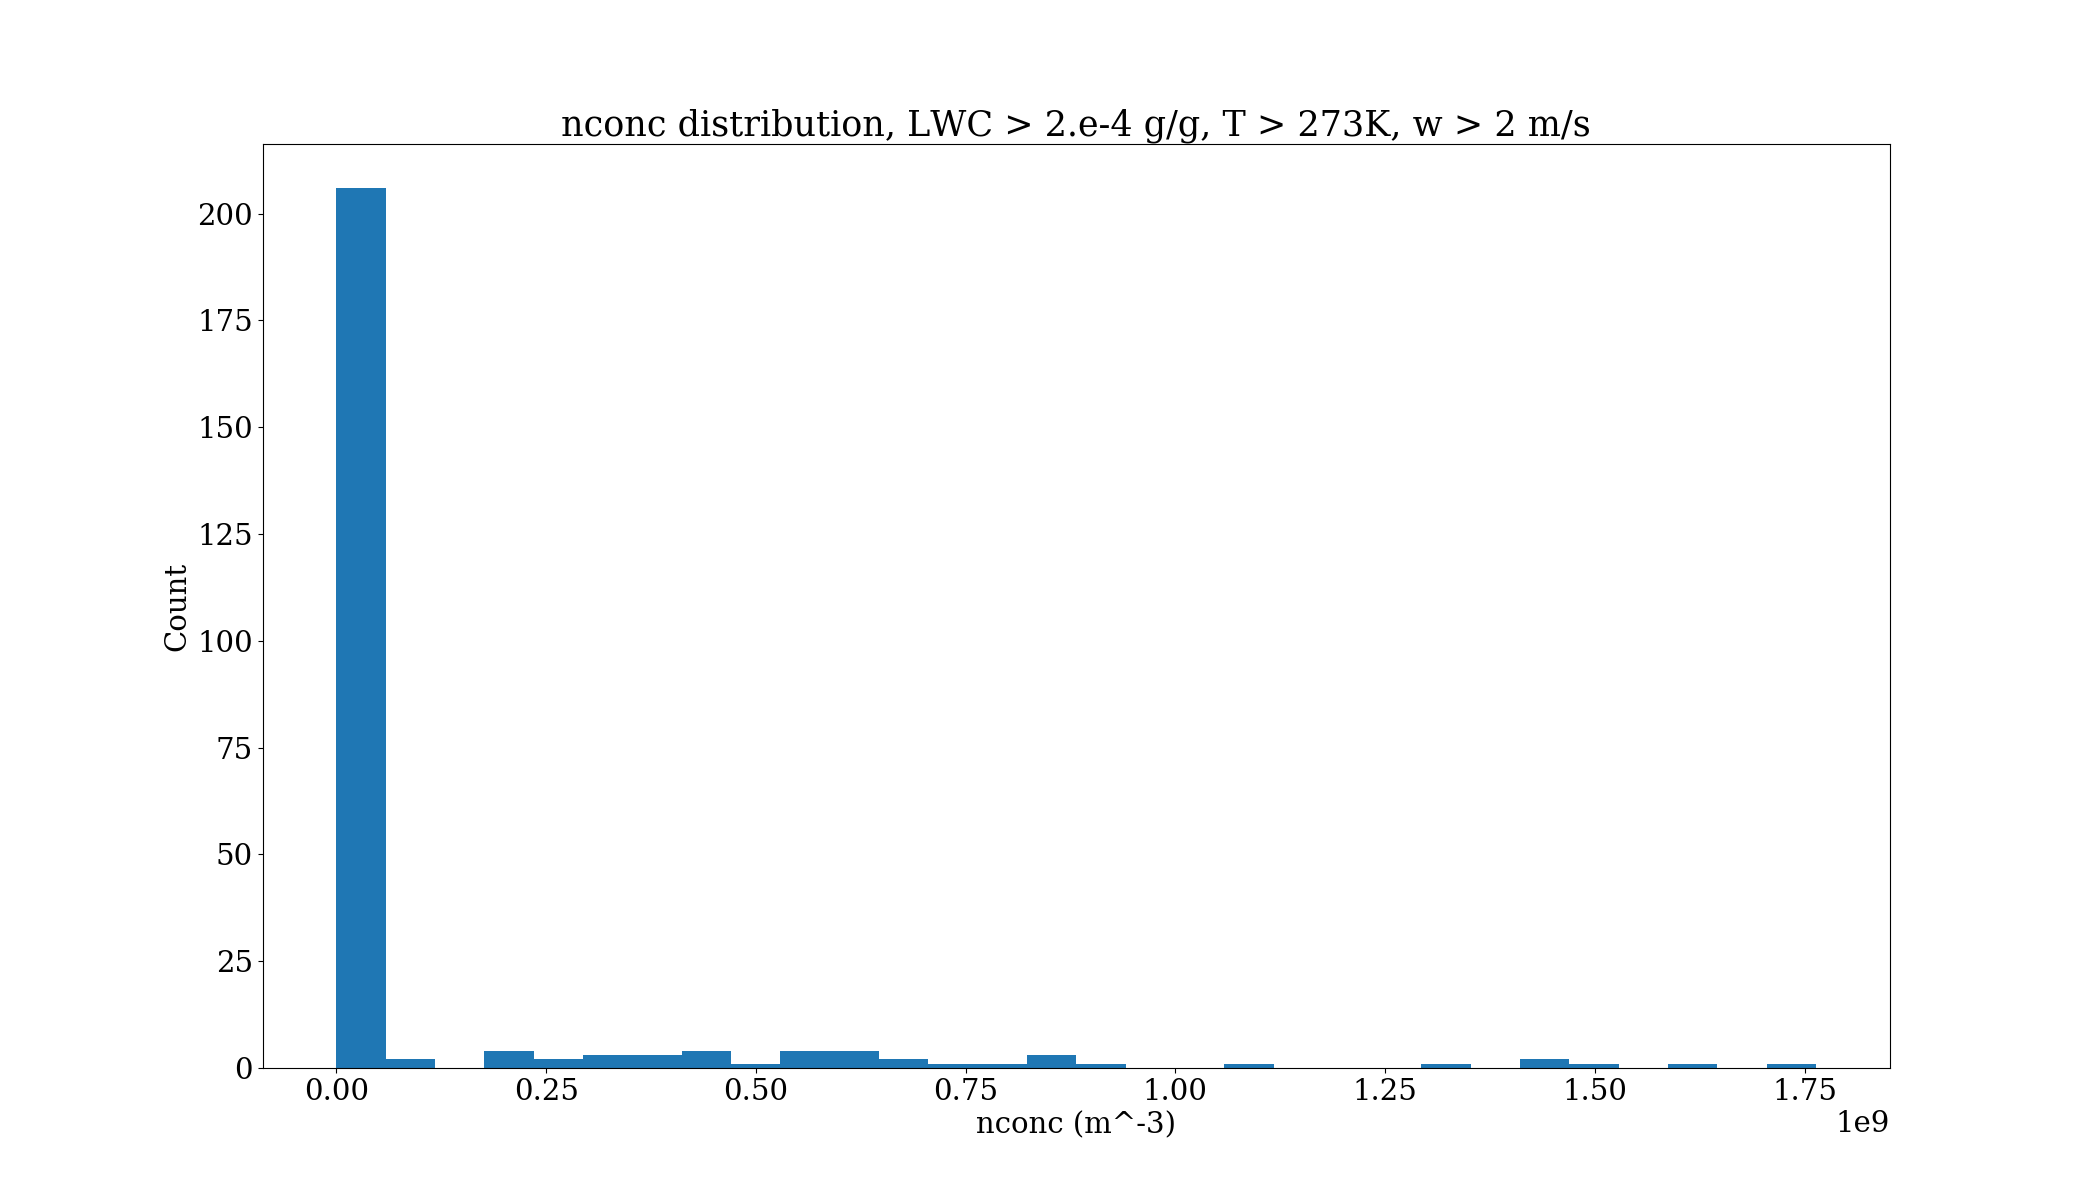 nconc distribution, LWC > 2.e-4 g/g, T > 273K, w > 2 m/s
200
175
150
125
100
75
50
25
0
Count
0.00 0.25 0.50 0.75 1.00 1.25 1.50 1.75
nconc (m^-3)
1e9